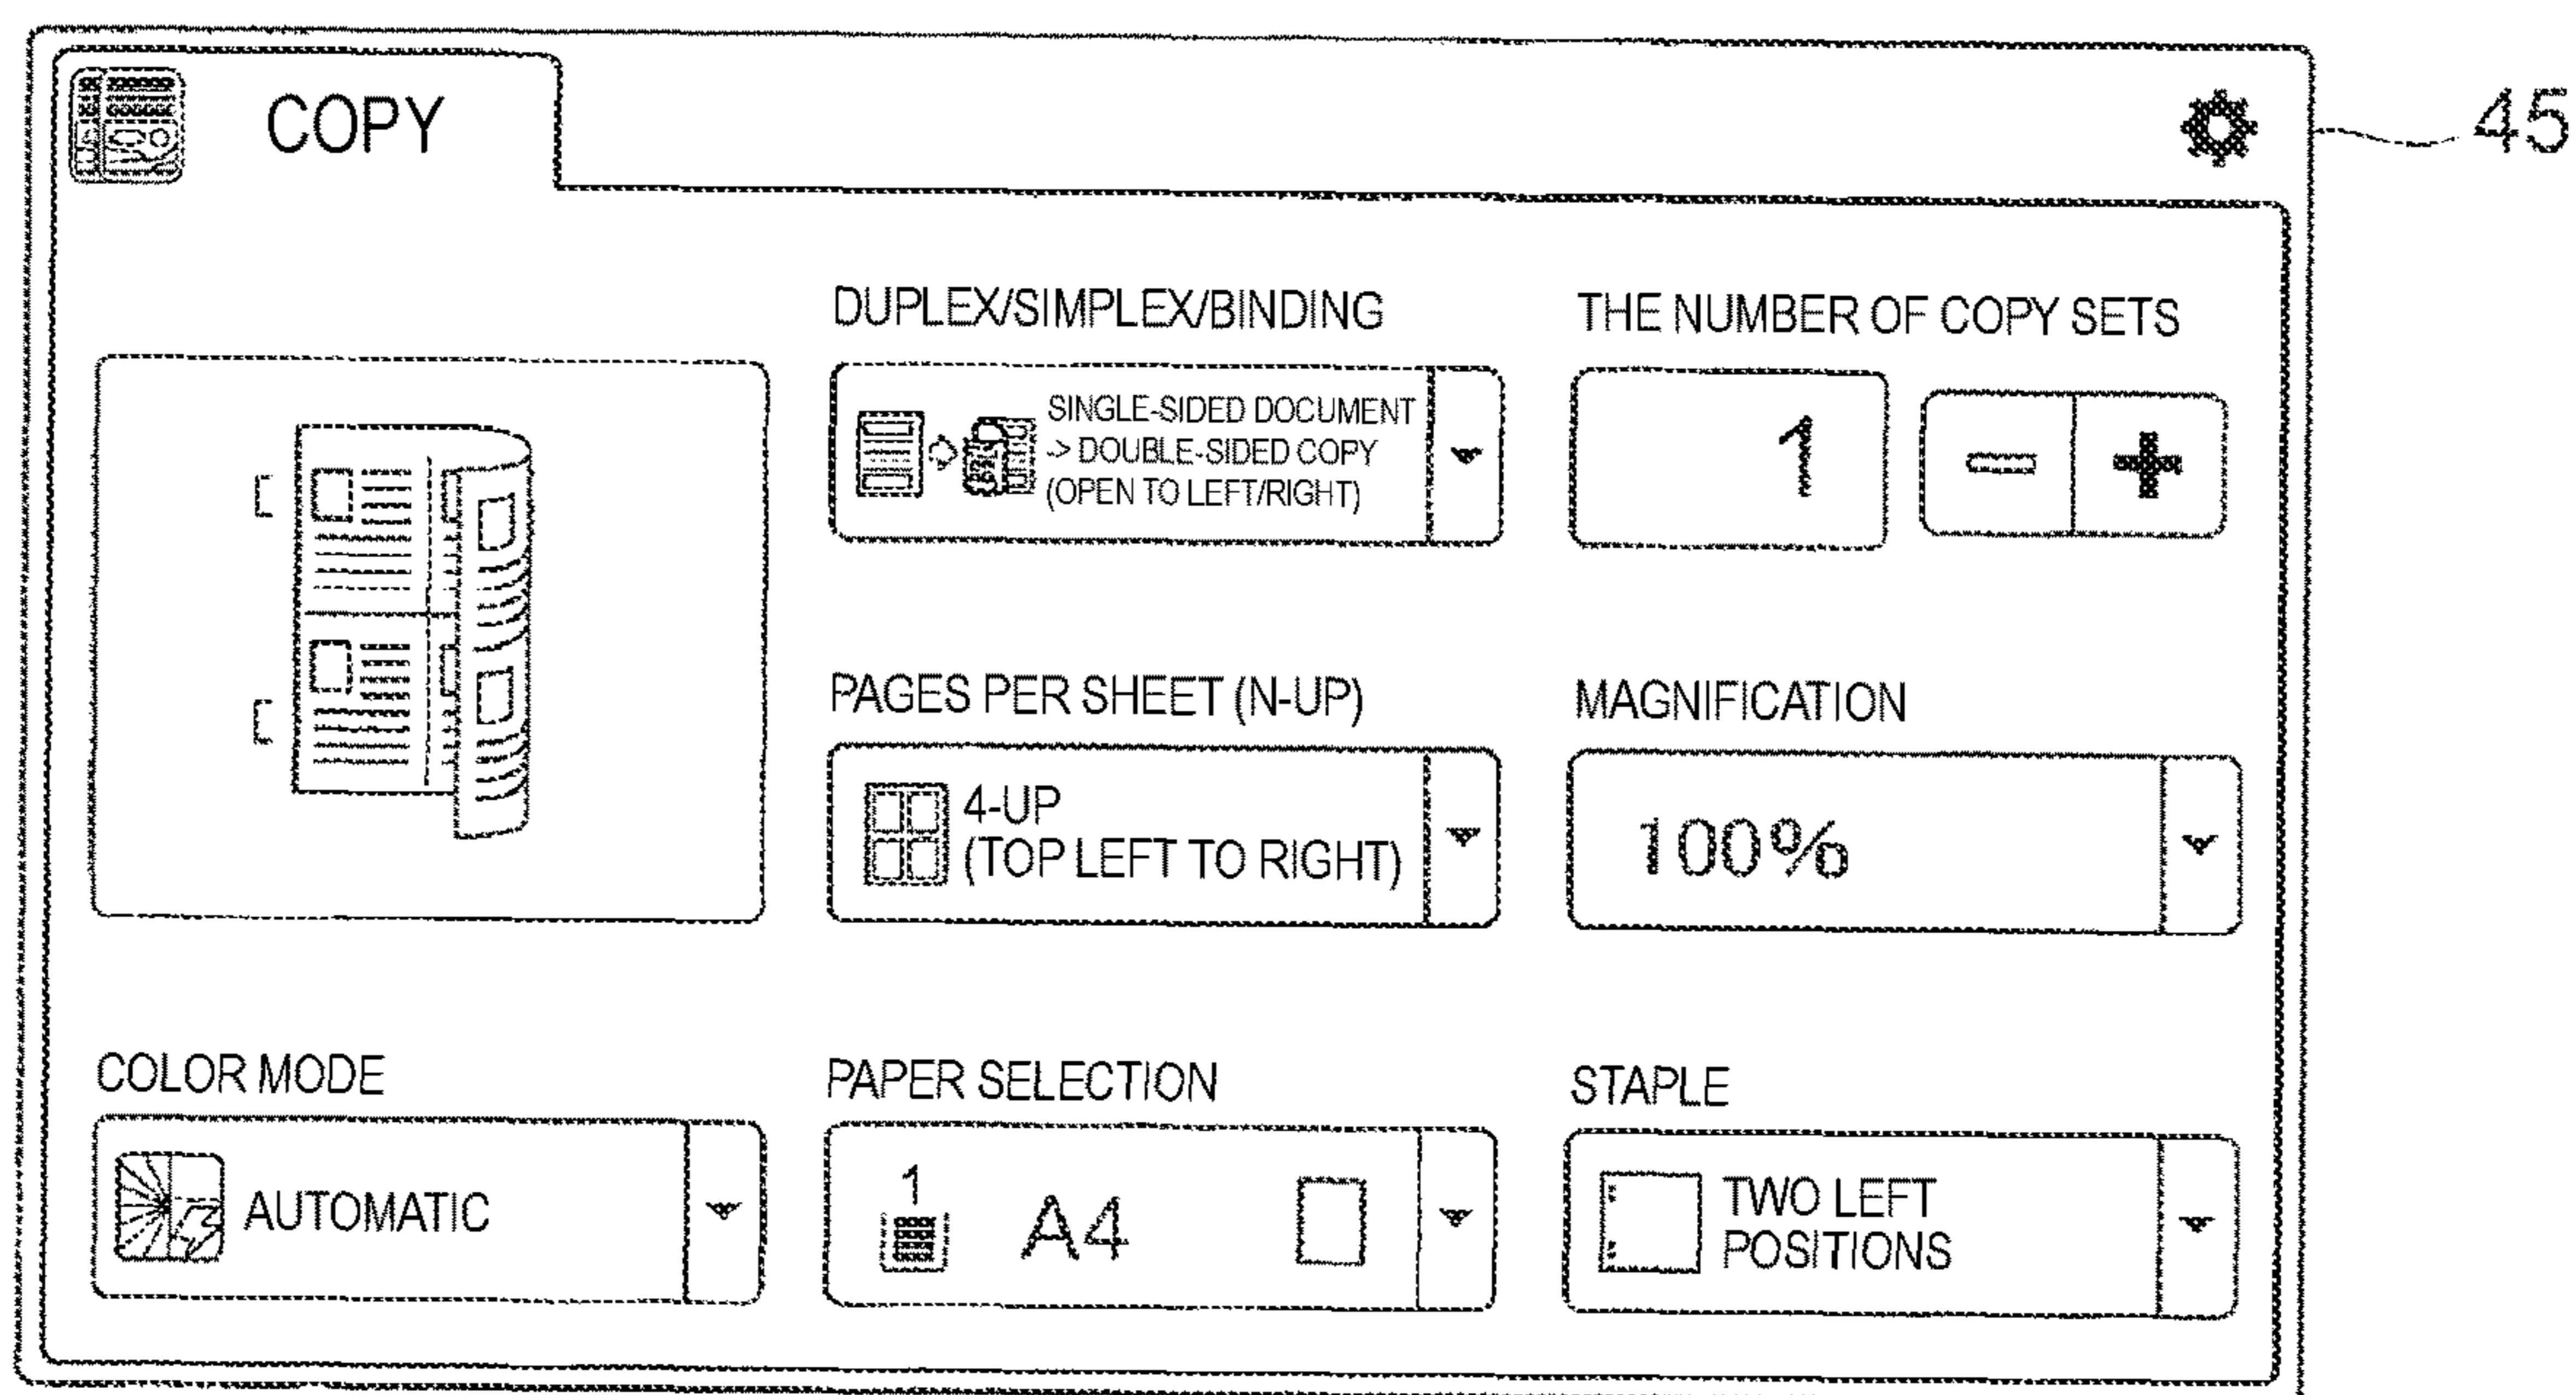 COPY
45
DUPLEX/SIMPLEX/BINDING
SINGLE-SIDED DOCUMENT
-> DOUBLE-SIDED COPY
(OPEN TO LEFT/RIGHT)
THE NUMBER OF COPY SETS
1
PAGES PER SHEET (N-UP)
4-UP
(TOP LEFT TO RIGHT)
MAGNIFICATION
100%
COLOR MODE
AUTOMATIC
PAPER SELECTION
1
A4
STAPLE
TWO LEFT
POSITIONS